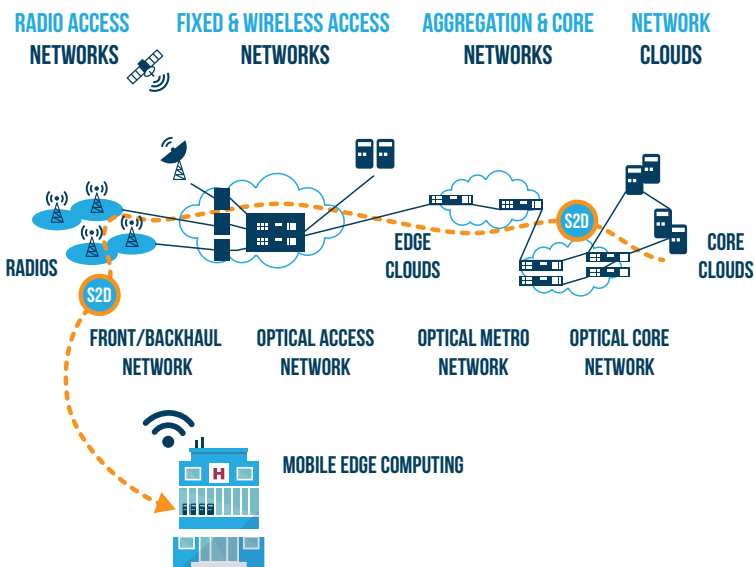 RADIO ACCESS
NETWORKS
FIXED & WIRELESS ACCESS
NETWORKS
AGGREGATION & CORE
NETWORKS
NETWORK
CLOUDS
S2D
EDGE
CLOUDS
CORE
CLOUDS
RADIOS
S2D
FRONT/BACKHAUL
NETWORK
OPTICAL ACCESS
NETWORK
OPTICAL METRO
NETWORK
OPTICAL CORE
NETWORK
MOBILE EDGE COMPUTING
H